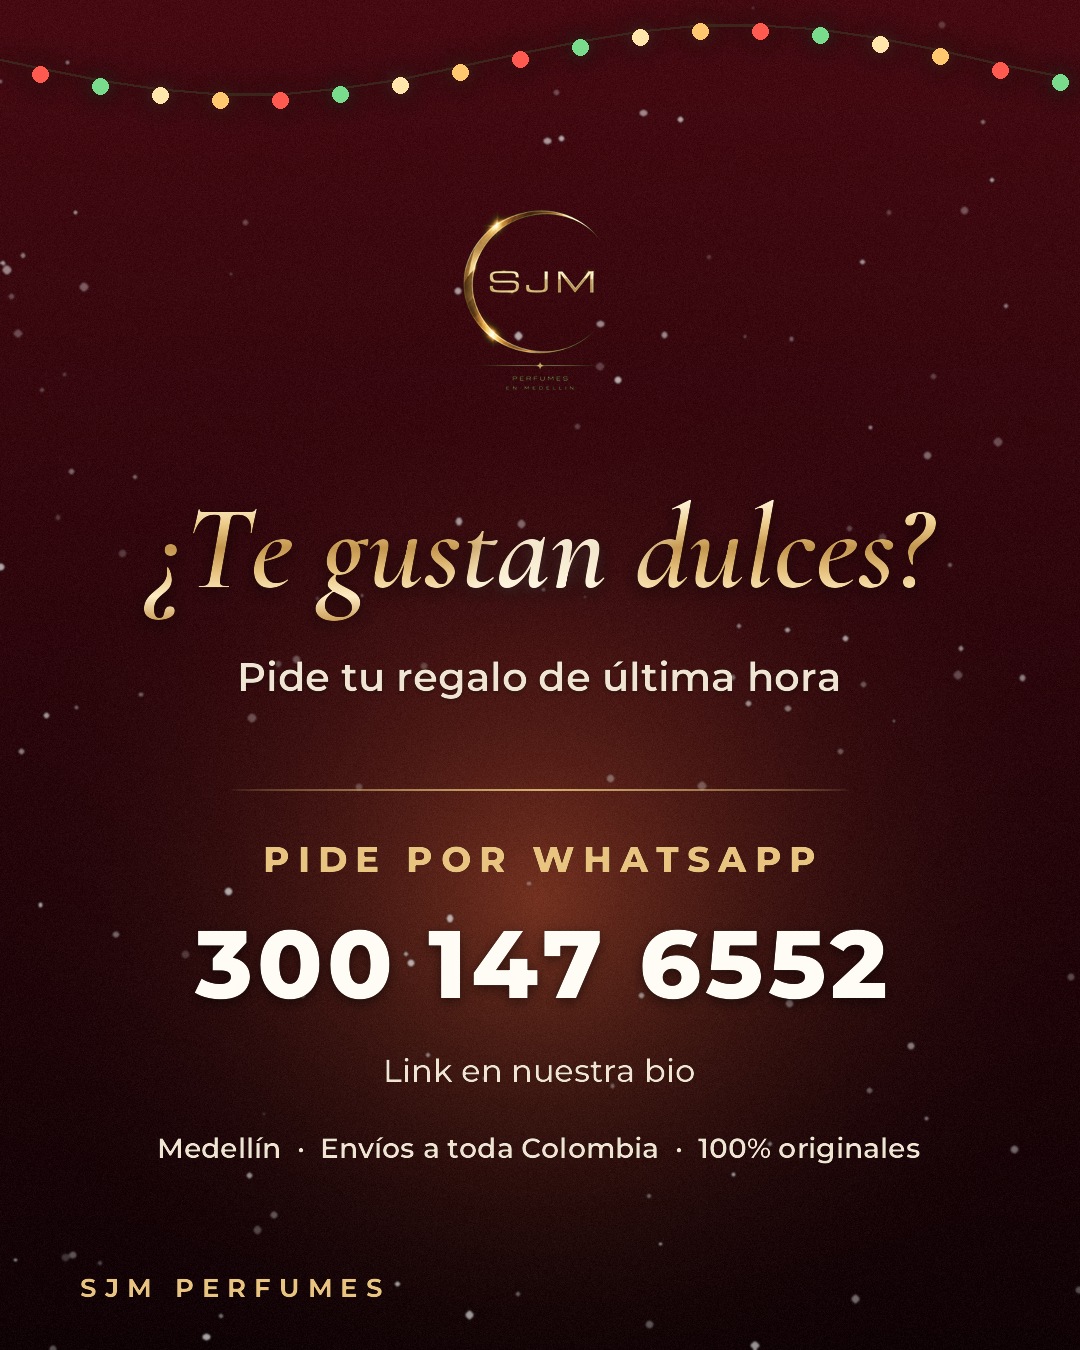 SJM
PERFUMES
EN MEDELLÍN
¿Te gustan dulces?
Pide tu regalo de última hora
PIDE POR WHATSAPP
300 147 6552
Link en nuestra bio
Medellín · Envíos a toda Colombia · 100% originales
SJM PERFUMES